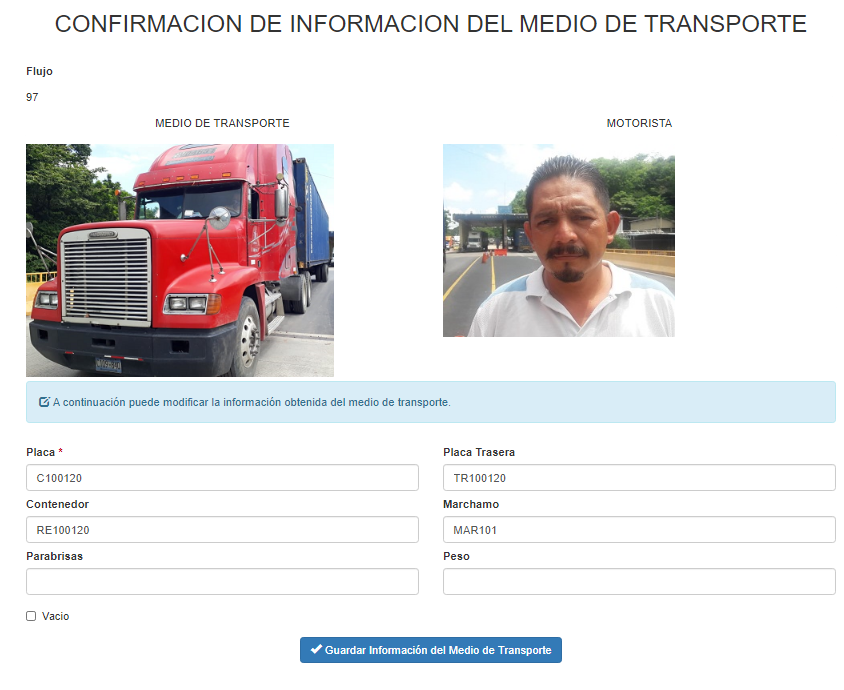 CONFIRMACION DE INFORMACION DEL MEDIO DE TRANSPORTE
Flujo
97
MEDIO DE TRANSPORTE
MOTORISTA
A continuación puede modificar la información obtenida del medio de transporte.
Placa *
Placa Trasera
C100120
TR100120
Contenedor
Marchamo
RE100120
MAR101
Parabrisas
Peso
Vacio
Guardar Información del Medio de Transporte